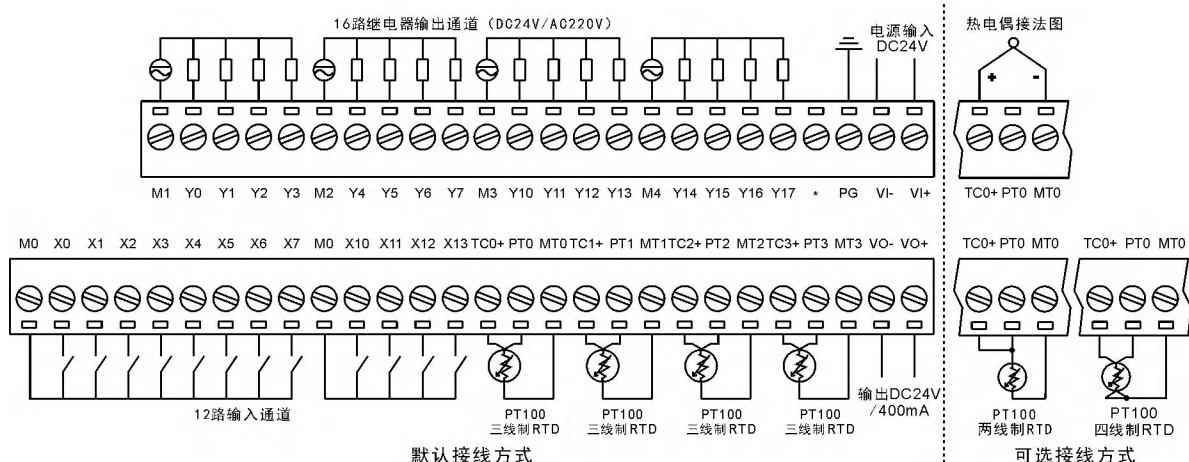 16路继电器输出通道（DC24V/AC220V）
电源输入
DC24V
热电偶接法图
+ -
M1 Y0 Y1 Y2 Y3 M2 Y4 Y5 Y6 Y7 M3 Y10 Y11 Y12 Y13 M4 Y14 Y15 Y16 Y17 * PG VI- VI+
TC0+ PT0 MT0
M0 X0 X1 X2 X3 X4 X5 X6 X7 M0 X10 X11 X12 X13 TC0+ PT0 MT0 TC1+ PT1 MT1 TC2+ PT2 MT2 TC3+ PT3 MT3 VO- VO+
TC0+ PT0 MT0
TC0+ PT0 MT0
12路输入通道
PT100
三线制RTD
PT100
三线制RTD
PT100
三线制RTD
PT100
三线制RTD
输出DC24V
/400mA
PT100
两线制RTD
PT100
四线制RTD
默认接线方式
可选接线方式